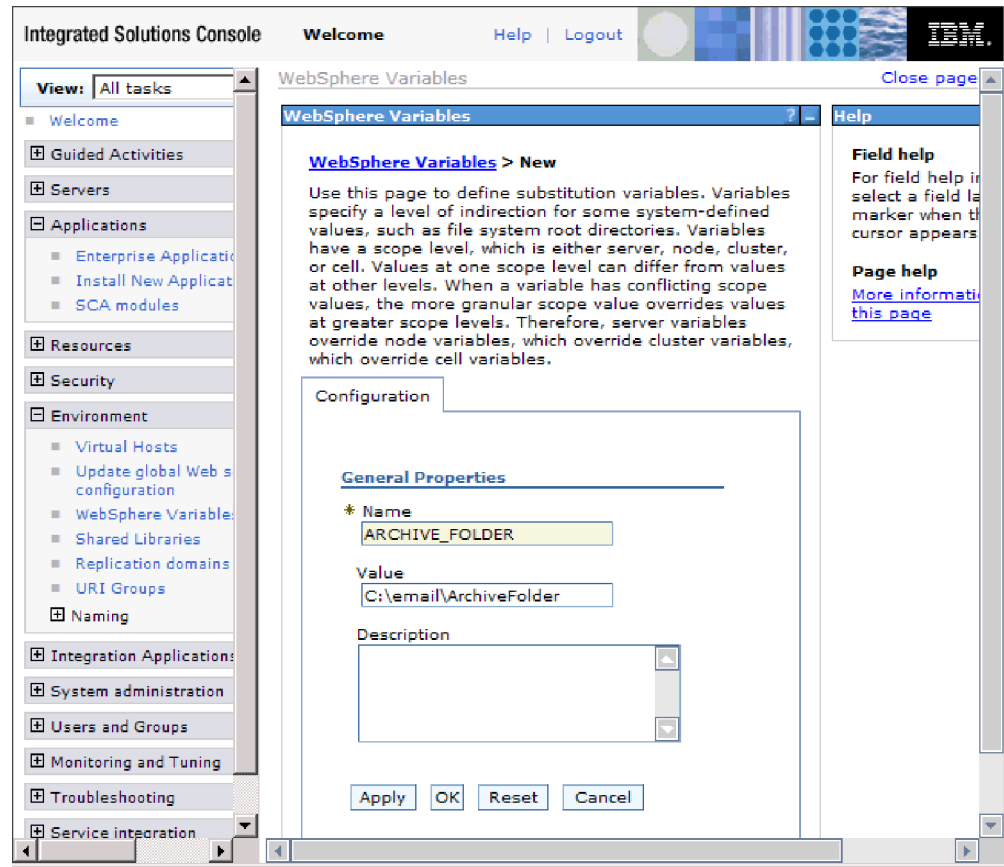 Integrated Solutions Console
Welcome
Help | Logout
IBM.
View: All tasks
Welcome
Guided Activities
Servers
Applications
Enterprise Applicatio
Install New Applicat
SCA modules
Resources
Security
Environment
Virtual Hosts
Update global Web s
configuration
WebSphere Variable
Shared Libraries
Replication domains
URI Groups
Naming
Integration Applications
System administration
Users and Groups
Monitoring and Tuning
Troubleshooting
Service integration
WebSphere Variables
Close page
WebSphere Variables
? -
WebSphere Variables > New
Use this page to define substitution variables. Variables
specify a level of indirection for some system-defined
values, such as file system root directories. Variables
have a scope level, which is either server, node, cluster,
or cell. Values at one scope level can differ from values
at other levels. When a variable has conflicting scope
values, the more granular scope value overrides values
at greater scope levels. Therefore, server variables
override node variables, which override cluster variables,
which override cell variables.
Configuration
General Properties
* Name
ARCHIVE_FOLDER
Value
C:\email\ArchiveFolder
Description
Apply OK Reset Cancel
Help
Field help
For field help in
select a field la
marker when th
cursor appears
Page help
More informati
this page